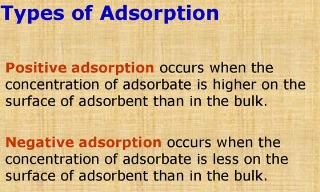 Types of Adsorption
Positive adsorption occurs when the
concentration of adsorbate is higher on the
surface of adsorbent than in the bulk.
Negative adsorption occurs when the
concentration of adsorbate is less on the
surface of adsorbent than in the bulk.